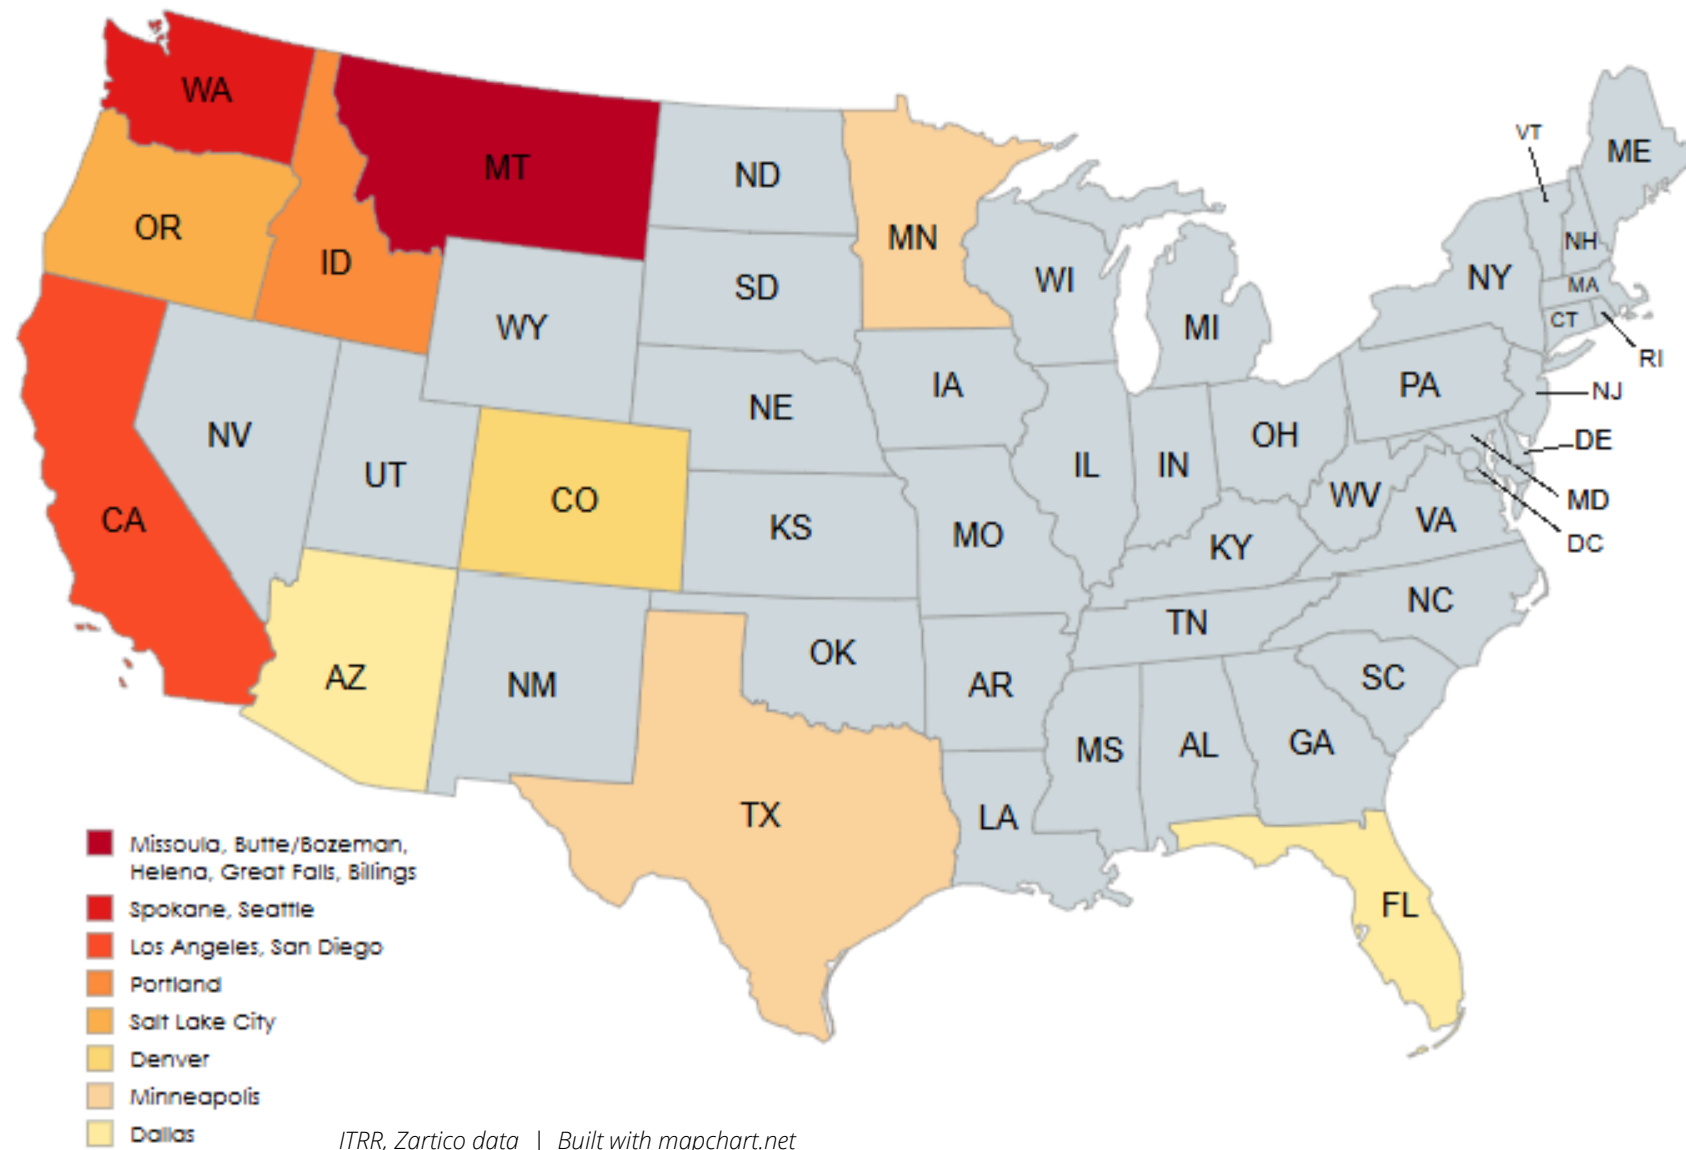 WA
MT
ND
MN
ME
VT
OR
ID
SD
WI
NY
NH
MA
CT
RI
WY
MI
IA
PA
NJ
NE
NV
UT
CO
IL
IN
OH
DE
WV
MD
VA
DC
CA
KS
MO
KY
NC
TN
AZ
NM
OK
AR
SC
MS
AL
GA
TX
LA
FL
Missoula, Butte/Bozeman,
Helena, Great Falls, Billings
Spokane, Seattle
Los Angeles, San Diego
Portland
Salt Lake City
Denver
Minneapolis
Dallas
ITRR, Zartico data | Built with mapchart.net